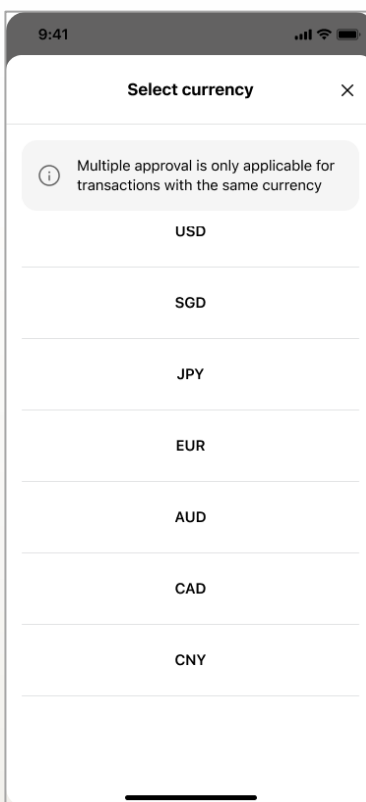 9:41
Select currency
Multiple approval is only applicable for
transactions with the same currency
USD
SGD
JPY
EUR
AUD
CAD
CNY